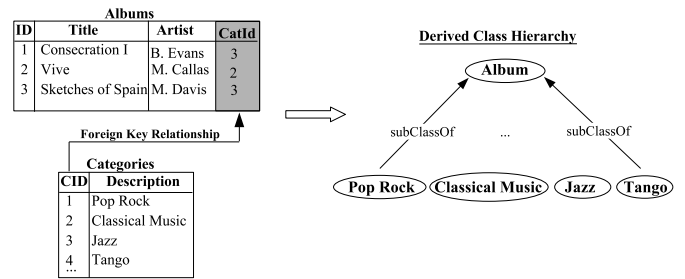 Albums
ID Title Artist CatId
1 Consecration I B. Evans 3
2 Vive M. Callas 2
3 Sketches of Spain M. Davis 3
Foreign Key Relationship
Categories
CID Description
1 Pop Rock
2 Classical Music
3 Jazz
4 Tango
...
Derived Class Hierarchy
Album
subClassOf ... subClassOf
Pop Rock Classical Music Jazz Tango